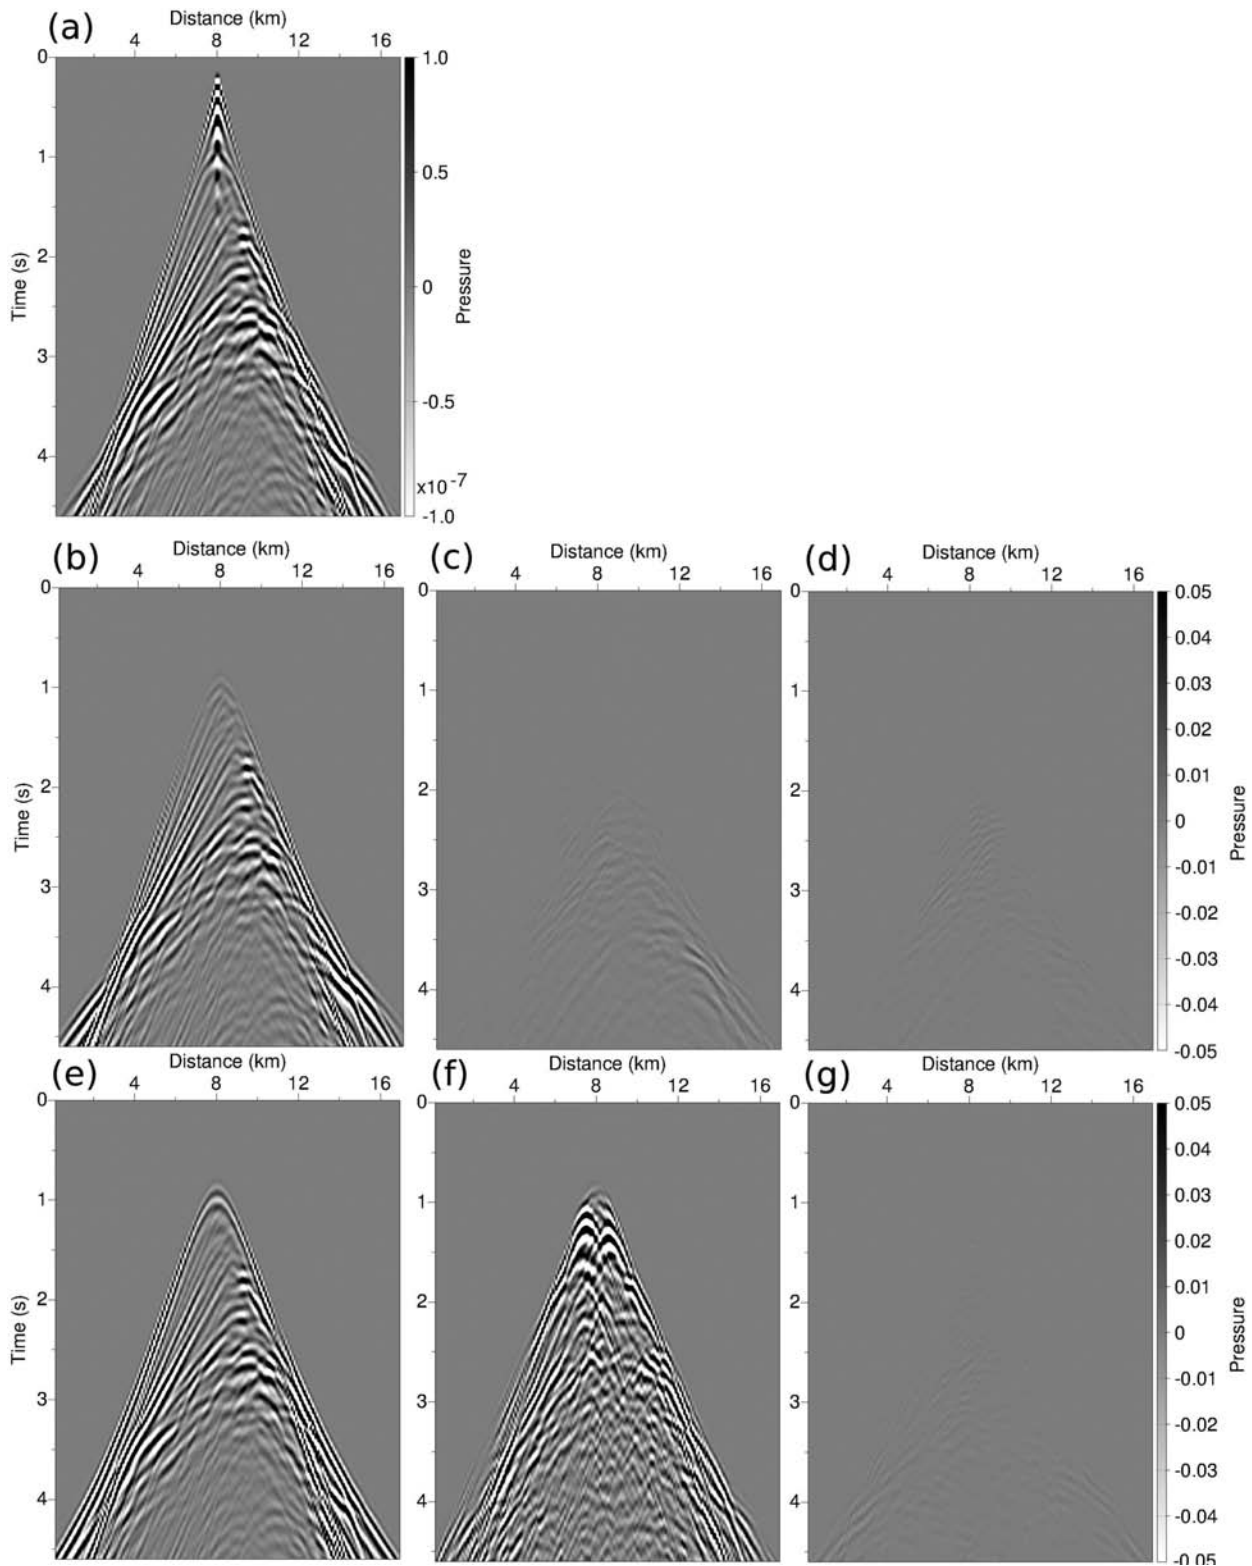 (a)
Distance (km)
4 8 12 16
0
1
2
3
4
Time (s)
1.0
0.5
0
-0.5
x10⁻⁷
-1.0
Pressure
(b)
Distance (km)
4 8 12 16
0
1
2
3
4
Time (s)
(c)
Distance (km)
4 8 12 16
0
1
2
3
4
(d)
Distance (km)
4 8 12 16
0
1
2
3
4
0.05
0.04
0.03
0.02
0.01
0
-0.01
-0.02
-0.03
-0.04
-0.05
Pressure
(e)
Distance (km)
4 8 12 16
0
1
2
3
4
Time (s)
(f)
Distance (km)
4 8 12 16
0
1
2
3
4
(g)
Distance (km)
4 8 12 16
0
1
2
3
4
0.05
0.04
0.03
0.02
0.01
0
-0.01
-0.02
-0.03
-0.04
-0.05
Pressure